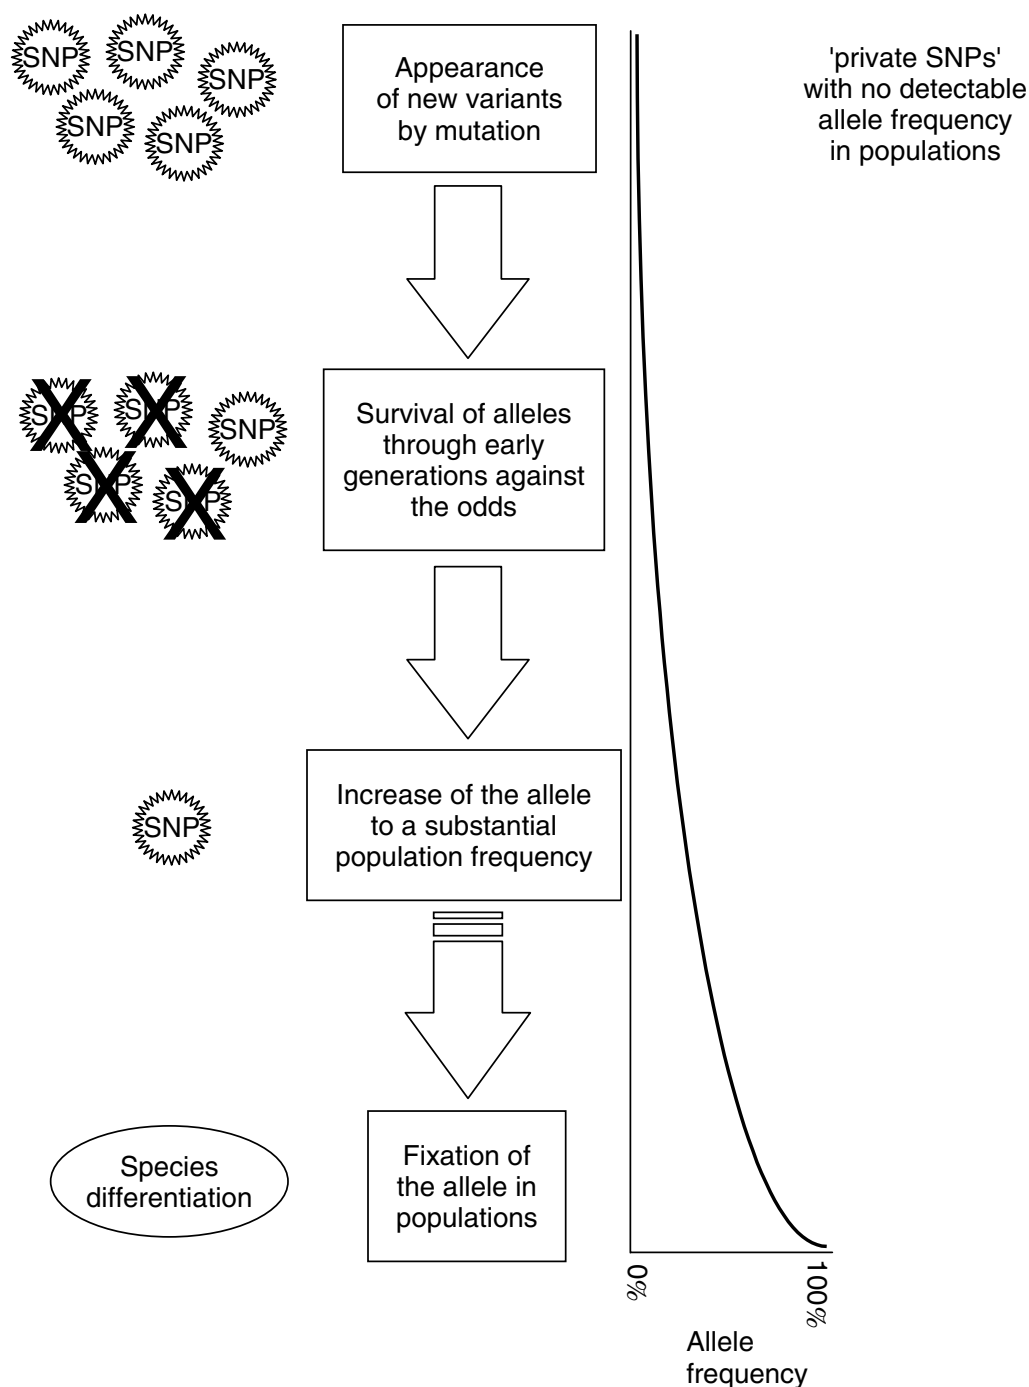 SNP
SNP
SNP
SNP
SNP
Appearance
of new variants
by mutation
'private SNPs'
with no detectable
allele frequency
in populations
SNP
SNP
SNP
SNP
SNP
Survival of alleles
through early
generations against
the odds
SNP
Increase of the allele
to a substantial
population frequency
Species
differentiation
Fixation of
the allele in
populations
0%
100%
Allele
frequency